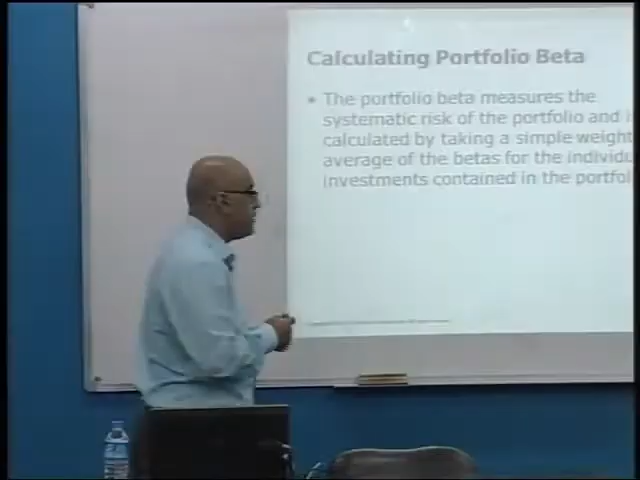 Calculating Portfolio Beta
• The portfolio beta measures the
systematic risk of the portfolio and i
calculated by taking a simple weight
average of the betas for the individu
investments contained in the portfol